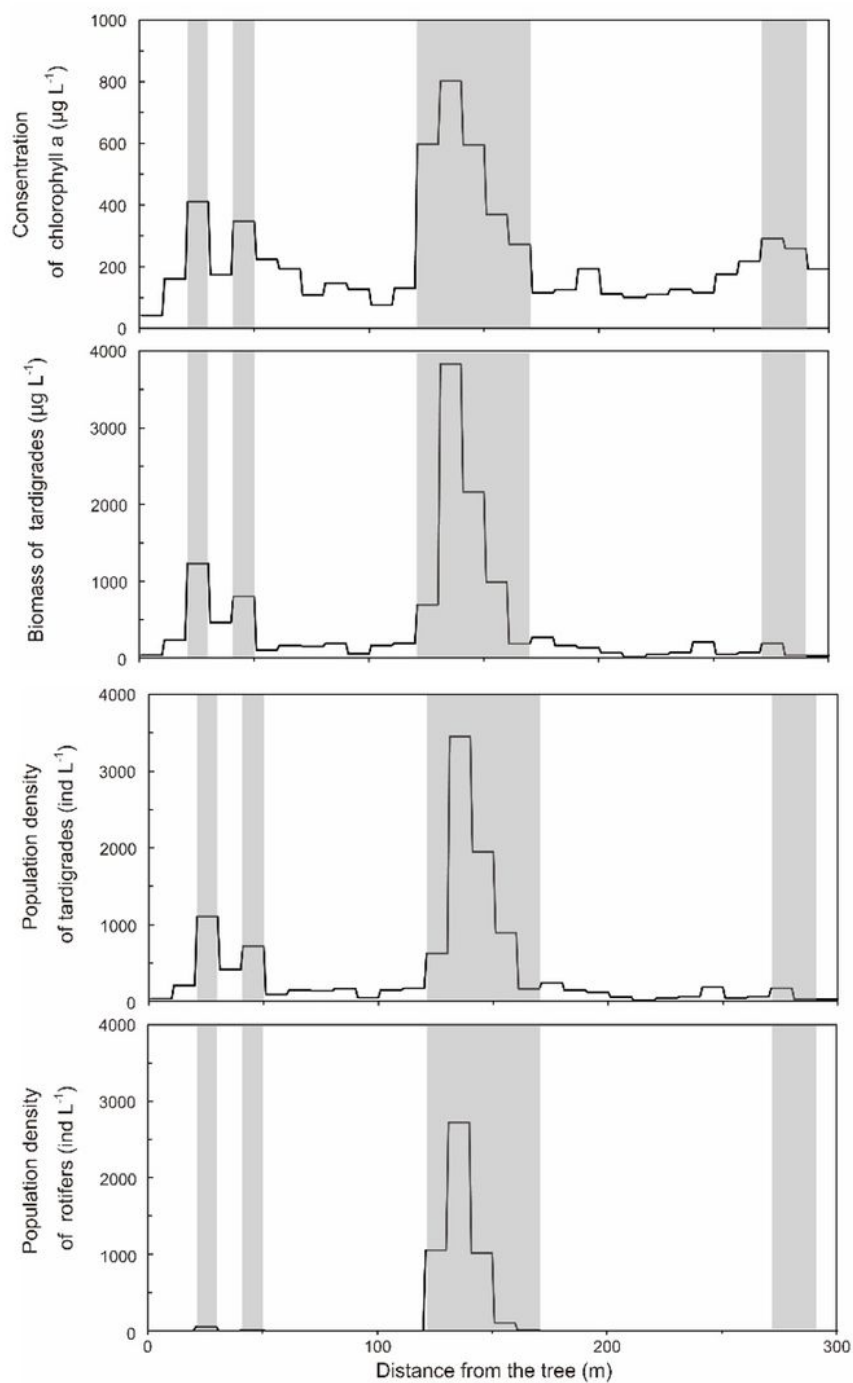 Consentration
of chlorophyll a (µg L⁻¹)
1000
800
600
400
200
0
Biomass of tardigrades (µg L⁻¹)
4000
3000
2000
1000
0
Population density
of tardigrades (ind L⁻¹)
4000
3000
2000
1000
0
Population density
of rotifers (ind L⁻¹)
4000
3000
2000
1000
0
0 100 200 300
Distance from the tree (m)